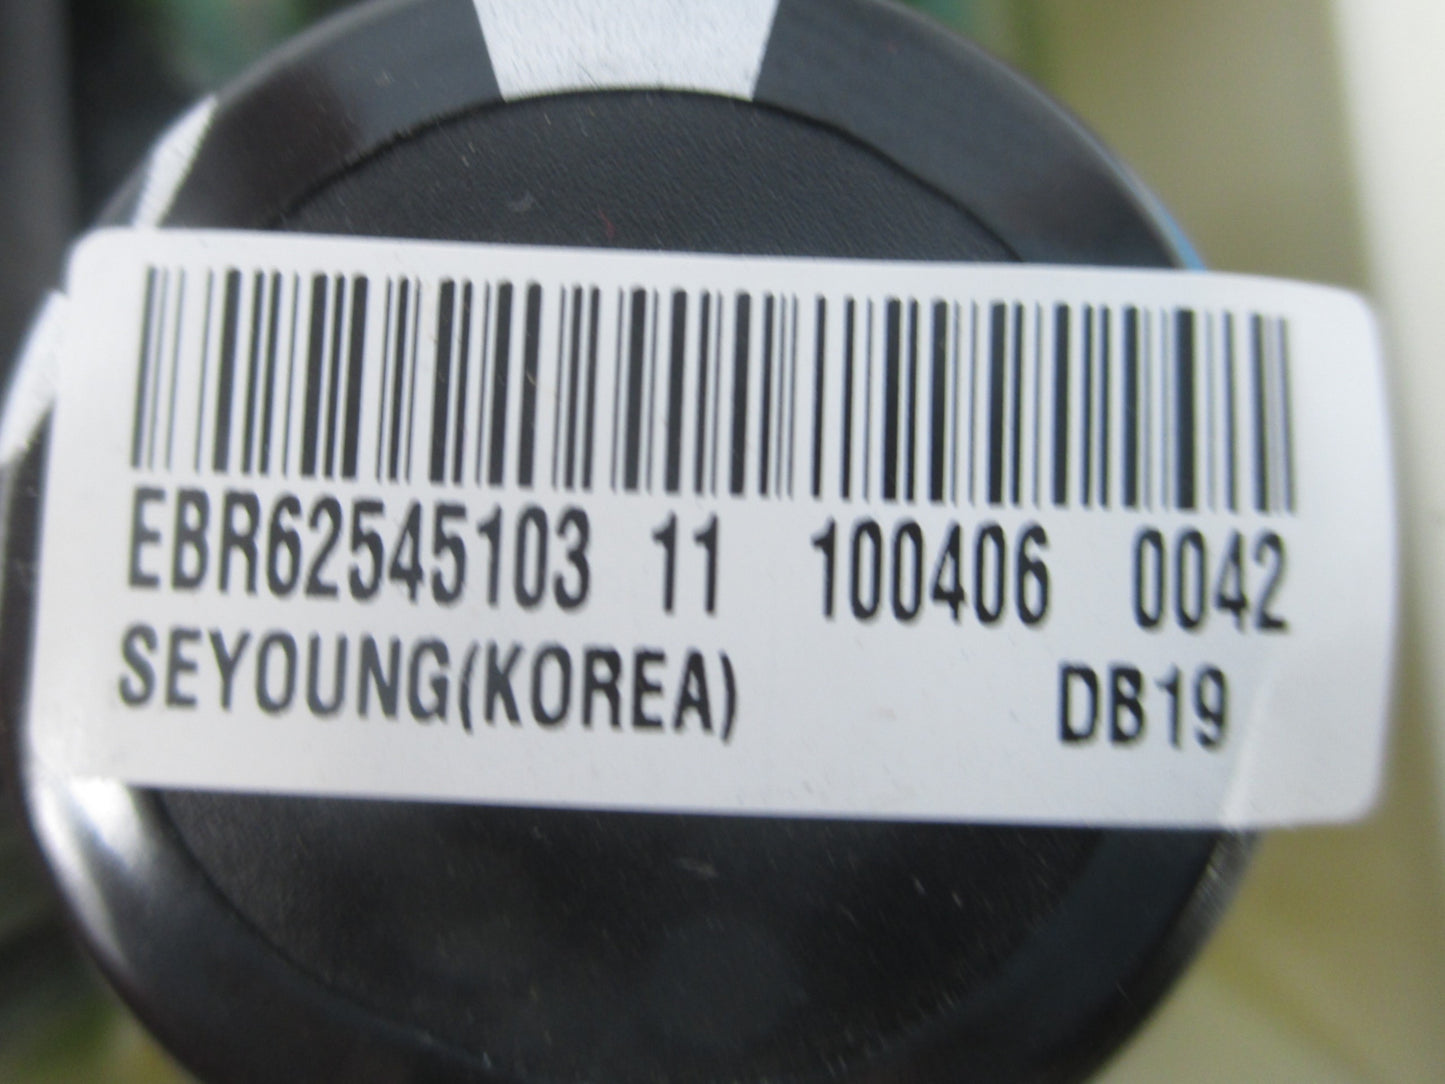 EBR62545103 11 100406 0042
SEYOUNG(KOREA) DB19